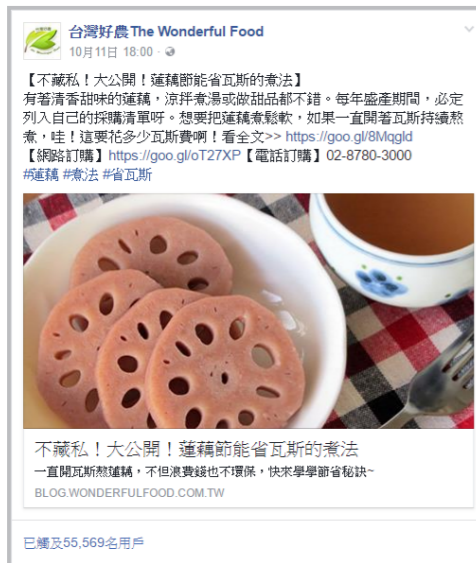 台灣好農The Wonderful Food
10月11日 18:00 ·
【不藏私！大公開！蓮藕節能省瓦斯的煮法】
有著清香甜味的蓮藕，涼拌煮湯或做甜品都不錯。每年盛產期間，必定
列入自己的採購清單呀。想要把蓮藕煮鬆軟，如果一直開著瓦斯持續熬
煮，哇！這要花多少瓦斯費啊！看全文>> https://goo.gl/8Mqgld
【網路訂購】https://goo.gl/oT27XP【電話訂購】02-8780-3000
#蓮藕 #煮法 #省瓦斯
不藏私！大公開！蓮藕節能省瓦斯的煮法
一直開瓦斯熬蓮藕，不但浪費錢也不環保，快來學學節省秘訣~
BLOG.WONDERFULFOOD.COM.TW
已觸及55,569名用戶